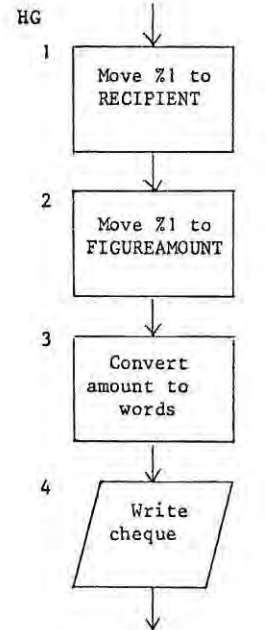 HG
1
Move %1 to
RECIPIENT
2
Move %1 to
FIGUREAMOUNT
3
Convert
amount to
words
4
Write
cheque